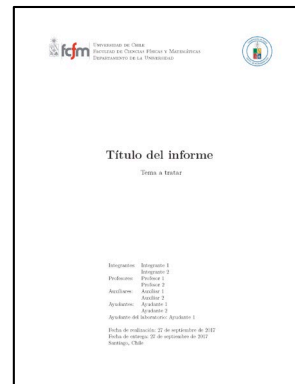 fcfm
UNIVERSIDAD DE CHILE
FACULTAD DE CIENCIAS FÍSICAS Y MATEMÁTICAS
DEPARTAMENTO DE LA UNIVERSIDAD
Título del informe
Tema a tratar
Integrantes: Integrante 1
Integrante 2
Profesores: Profesor 1
Profesor 2
Auxiliares: Auxiliar 1
Auxiliar 2
Ayudantes: Ayudante 1
Ayudante 2
Ayudante del laboratorio: Ayudante 1
Fecha de realización: 27 de septiembre de 2017
Fecha de entrega: 27 de septiembre de 2017
Santiago, Chile